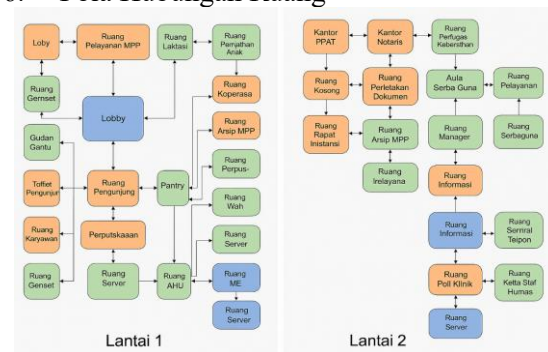 Pola Hubungan Ruang
Loby
Ruang
Pelayanan MPP
Ruang
Laktasi
Ruang
Pemjathan
Anak
Ruang
Gernset
Lobby
Ruang
Koperasa
Ruang
Arsip MPP
Gudan
Gantu
Toffiet
Pengunjur
Ruang
Pengunjung
Pantry
Ruang
Perpus-
Ruang
Wah
Ruang
Karyawan
Perputskaaan
Ruang
Server
Ruang
Genset
Ruang
Server
Ruang
AHU
Ruang
ME
Ruang
Server
Lantai 1
Kantor
PPAT
Kantor
Notaris
Ruang
Perfugas
Kebersthan
Ruang
Kosong
Ruang
Perletakan
Dokumen
Aula
Serba Guna
Ruang
Pelayanan
Ruang
Rapat
Inistansi
Ruang
Arsip MPP
Ruang
Manager
Ruang
Serbaguna
Ruang
Irelayana
Ruang
Informasi
Ruang
Informasi
Ruang
Serriral
Teipon
Ruang
Poll Klinik
Ruang
Ketta Staf
Humas
Ruang
Server
Lantai 2